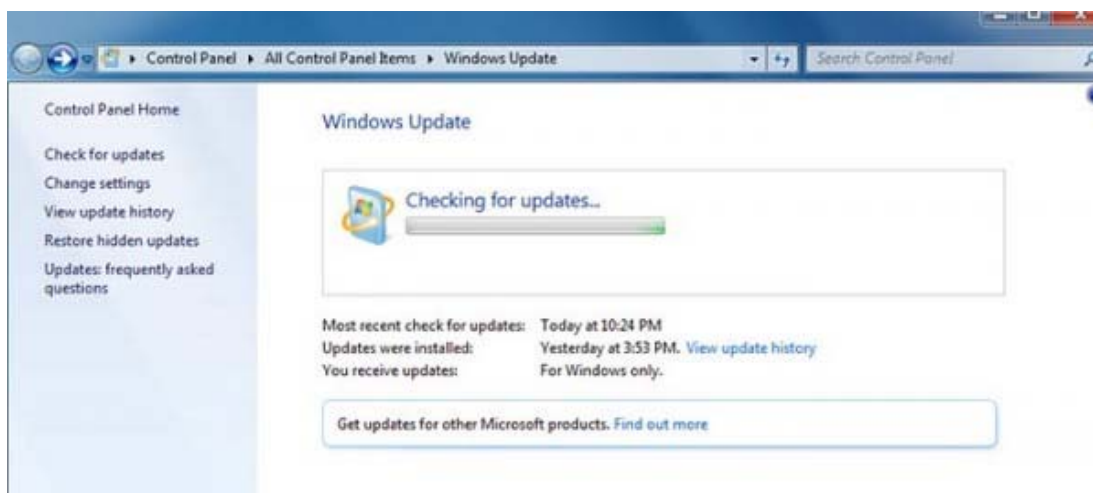 Control Panel ▸ All Control Panel Items ▸ Windows Update
Search Control Panel
Control Panel Home
Check for updates
Change settings
View update history
Restore hidden updates
Updates: frequently asked
questions
Windows Update
Checking for updates...
Most recent check for updates: Today at 10:24 PM
Updates were installed: Yesterday at 3:53 PM. View update history
You receive updates: For Windows only.
Get updates for other Microsoft products. Find out more